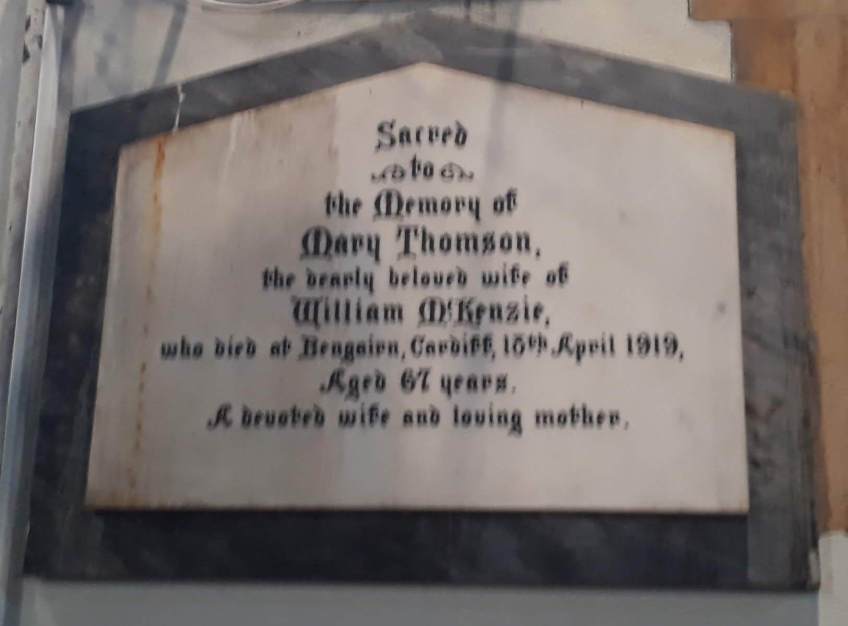 Sacred
to
the Memory of
Mary Thomson,
the dearly beloved wife of
William McKenzie,
who died at Bengairn, Cardiff, 15th April 1919,
Aged 67 years.
A devoted wife and loving mother.